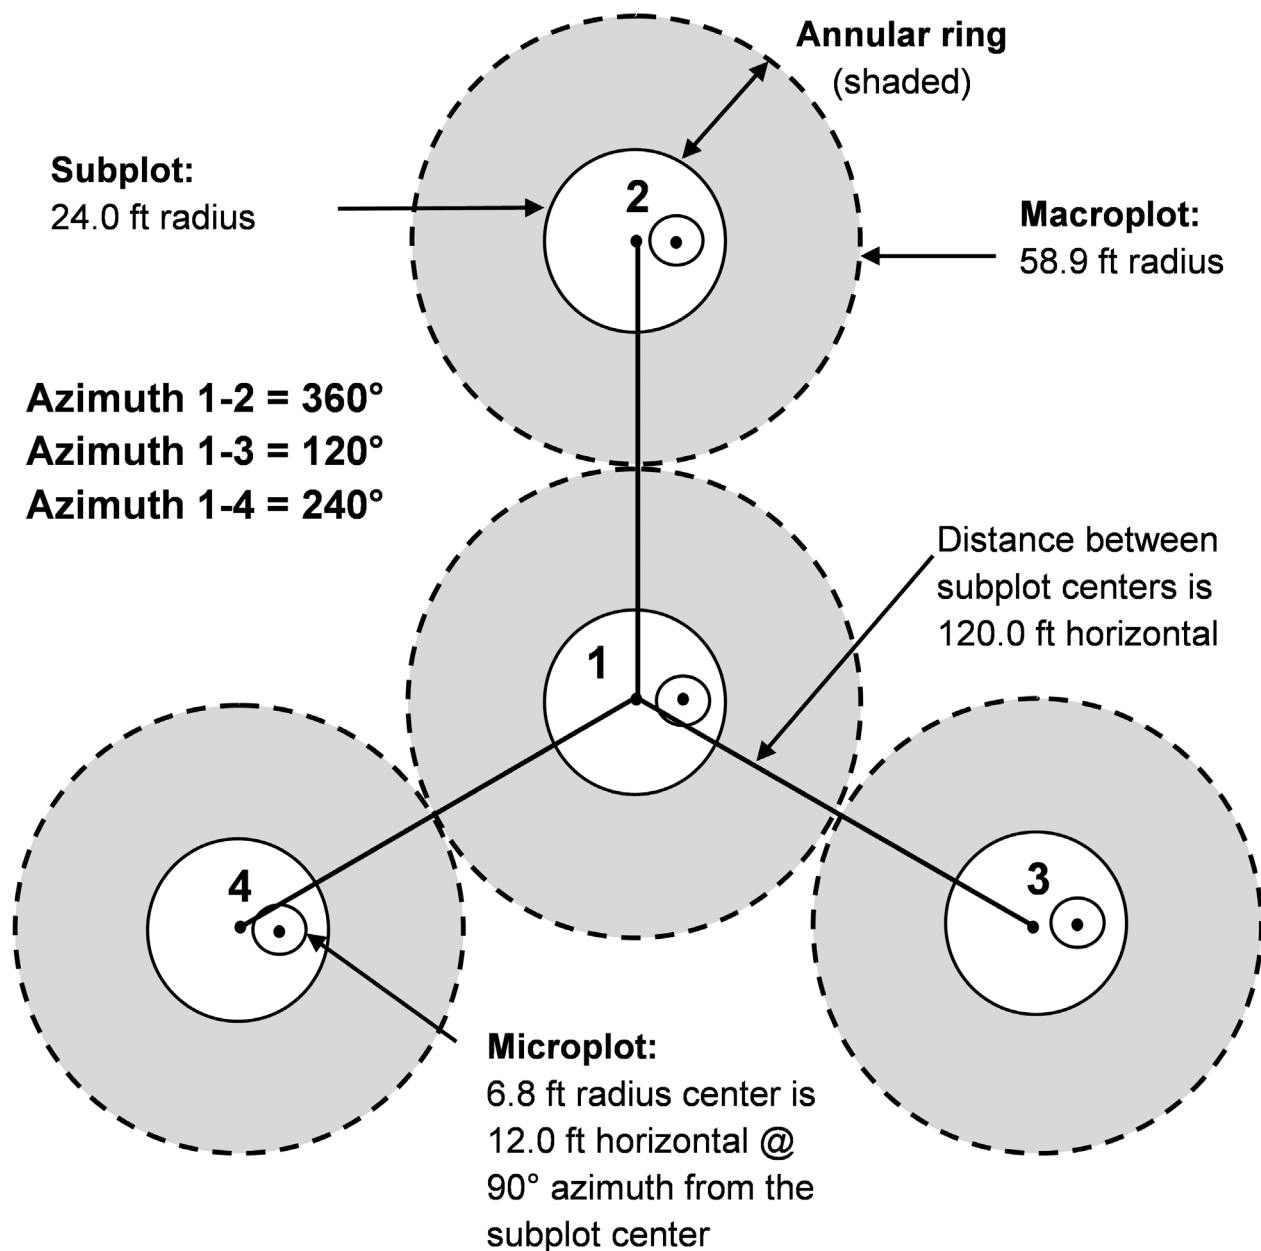 Annular ring
(shaded)
Subplot:
24.0 ft radius
2
Macroplot:
58.9 ft radius
Azimuth 1-2 = 360°
Azimuth 1-3 = 120°
Azimuth 1-4 = 240°
Distance between
subplot centers is
120.0 ft horizontal
1
4
3
Microplot:
6.8 ft radius center is
12.0 ft horizontal @
90° azimuth from the
subplot center